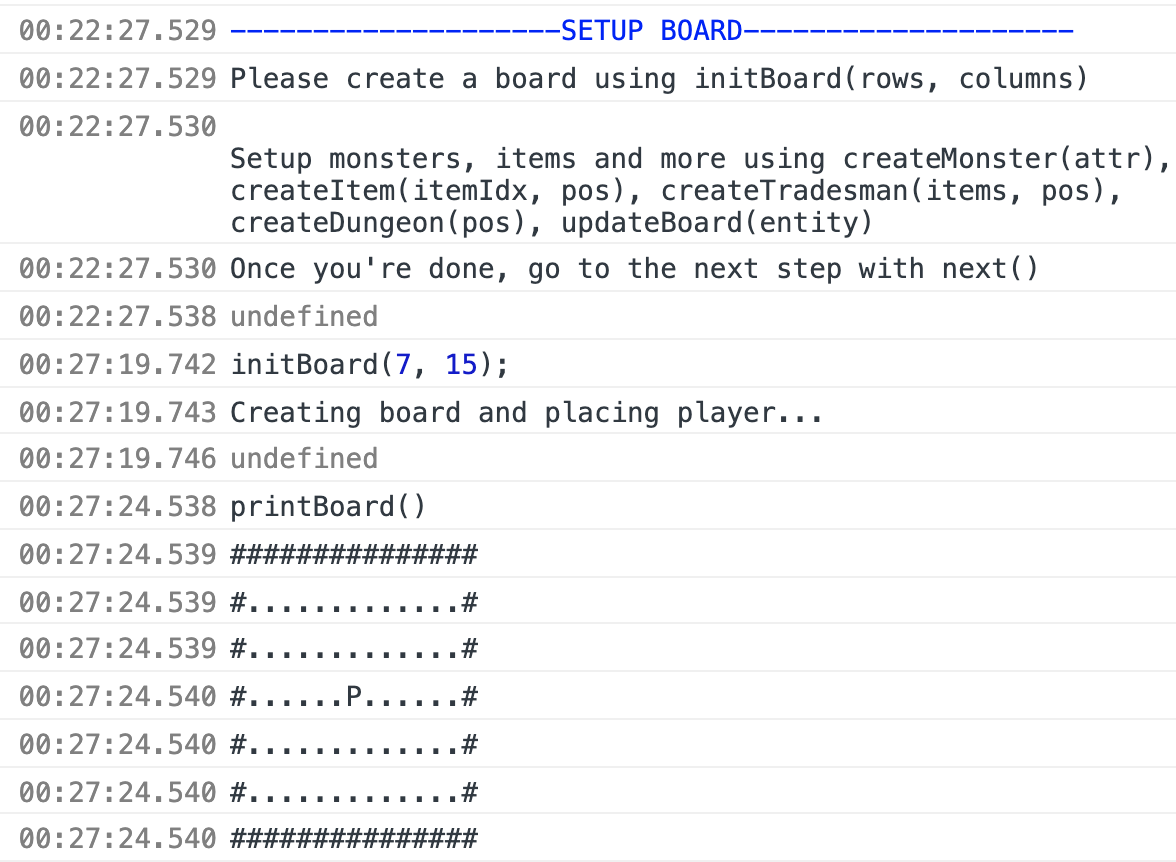 00:22:27.529 --------------------SETUP BOARD--------------------
00:22:27.529 Please create a board using initBoard(rows, columns)
00:22:27.530
Setup monsters, items and more using createMonster(attr),
createItem(itemIdx, pos), createTradesman(items, pos),
createDungeon(pos), updateBoard(entity)
00:22:27.530 Once you're done, go to the next step with next()
00:22:27.538 undefined
00:27:19.742 initBoard(7, 15);
00:27:19.743 Creating board and placing player...
00:27:19.746 undefined
00:27:24.538 printBoard()
00:27:24.539 ###############
00:27:24.539 #.............#
00:27:24.539 #.............#
00:27:24.540 #......P......#
00:27:24.540 #.............#
00:27:24.540 #.............#
00:27:24.540 ###############